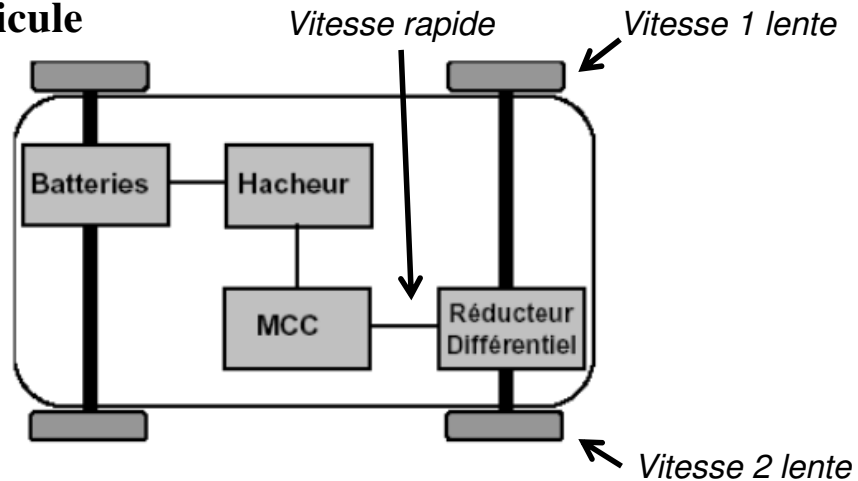 icule
Vitesse rapide
Vitesse 1 lente
Batteries
Hacheur
MCC
Réducteur
Différentiel
Vitesse 2 lente